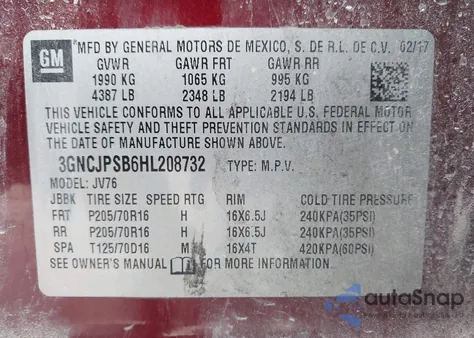 GM MFD BY GENERAL MOTORS DE MEXICO, S. DE R.L. DE C.V. 02/17
GVWR GAWR FRT GAWR RR
1990 KG 1065 KG 995 KG
4387 LB 2348 LB 2194 LB
THIS VEHICLE CONFORMS TO ALL APPLICABLE U.S. FEDERAL MOTOR
VEHICLE SAFETY AND THEFT PREVENTION STANDARDS IN EFFECT ON THE
DATE OF MANUFACTURE SHOWN ABOVE.
3GNCJPSB6HL208732 TYPE: M.P.V.
MODEL: JV76
JBBK TIRE SIZE SPEED RTG RIM COLD TIRE PRESSURE
FRT P205/70R16 H 16X6.5J 240KPA(35PSI)
RR P205/70R16 H 16X6.5J 240KPA(35PSI)
SPA T125/70D16 M 16X4T 420KPA(60PSI)
SEE OWNER'S MANUAL FOR MORE INFORMATION.
autoSnap